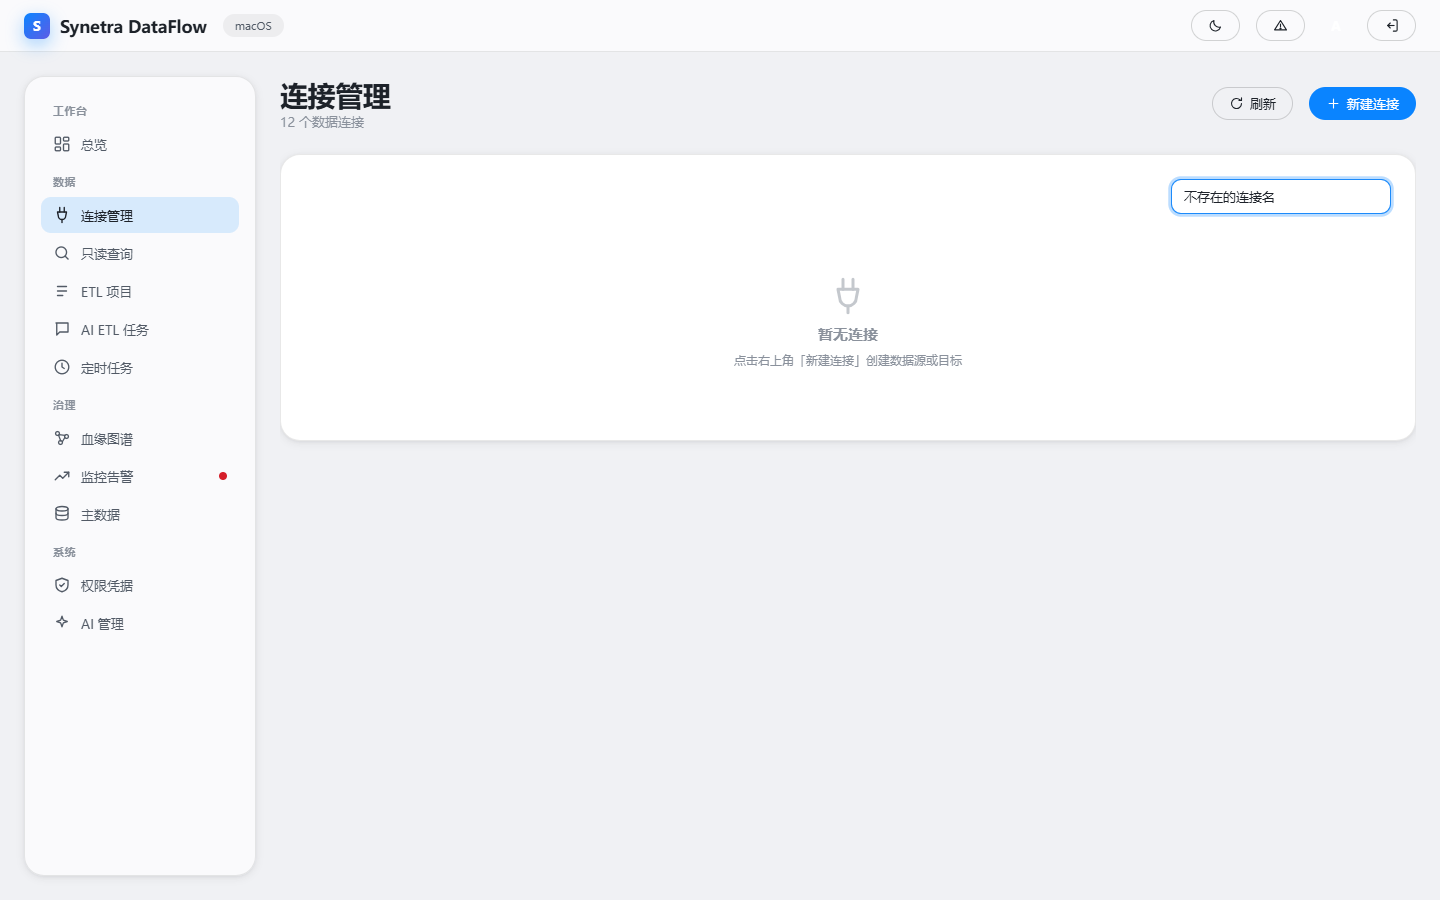 S Synetra DataFlow macOS
工作台
总览
数据
连接管理
只读查询
ETL 项目
AI ETL 任务
定时任务
治理
血缘图谱
监控告警
主数据
系统
权限凭据
AI 管理
连接管理
12 个数据连接
刷新
新建连接
不存在的连接名
暂无连接
点击右上角「新建连接」创建数据源或目标